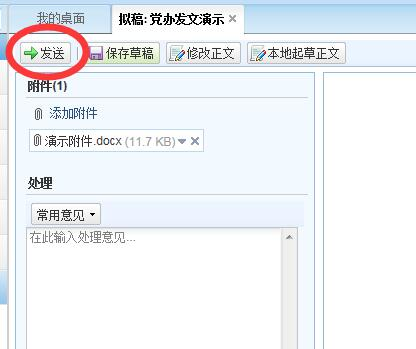 我的桌面 拟稿:党办发文演示
发送 保存草稿 修改正文 本地起草正文
附件(1)
添加附件
演示附件.docx (11.7 KB)
处理
常用意见
在此输入处理意见...